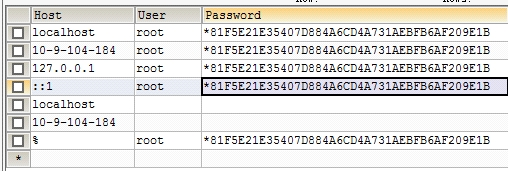 Host User Password
localhost root *81F5E21E35407D884A6CD4A731AEBFB6AF209E1B
10-9-104-184 root *81F5E21E35407D884A6CD4A731AEBFB6AF209E1B
127.0.0.1 root *81F5E21E35407D884A6CD4A731AEBFB6AF209E1B
::1 root *81F5E21E35407D884A6CD4A731AEBFB6AF209E1B
localhost
10-9-104-184
% root *81F5E21E35407D884A6CD4A731AEBFB6AF209E1B
*